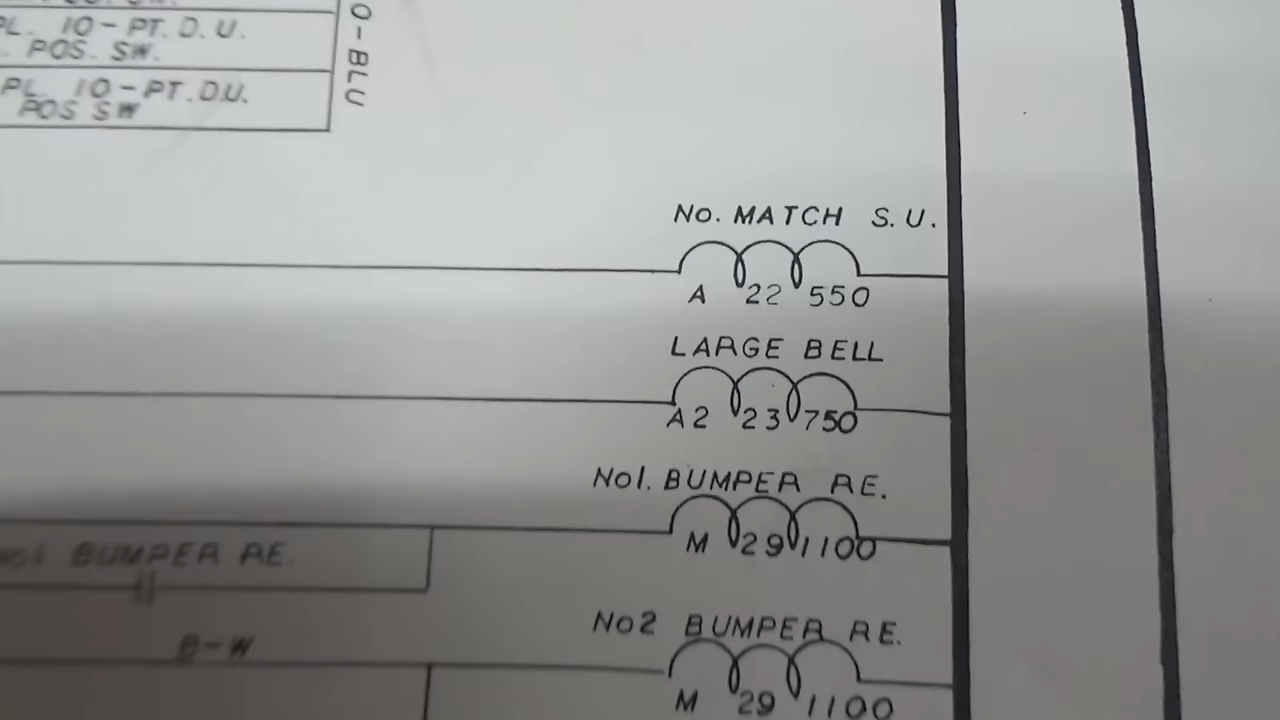 PL. 10-PT. D. U.
POS. SW.
PL. 10-PT. D.U.
POS SW
O-BLU
No. MATCH S.U.
A 22 550
LARGE BELL
A2 23 750
No1. BUMPER RE.
M 29 1100
No1 BUMPER RE.
No2 BUMPER RE.
B-W
M 29 1100